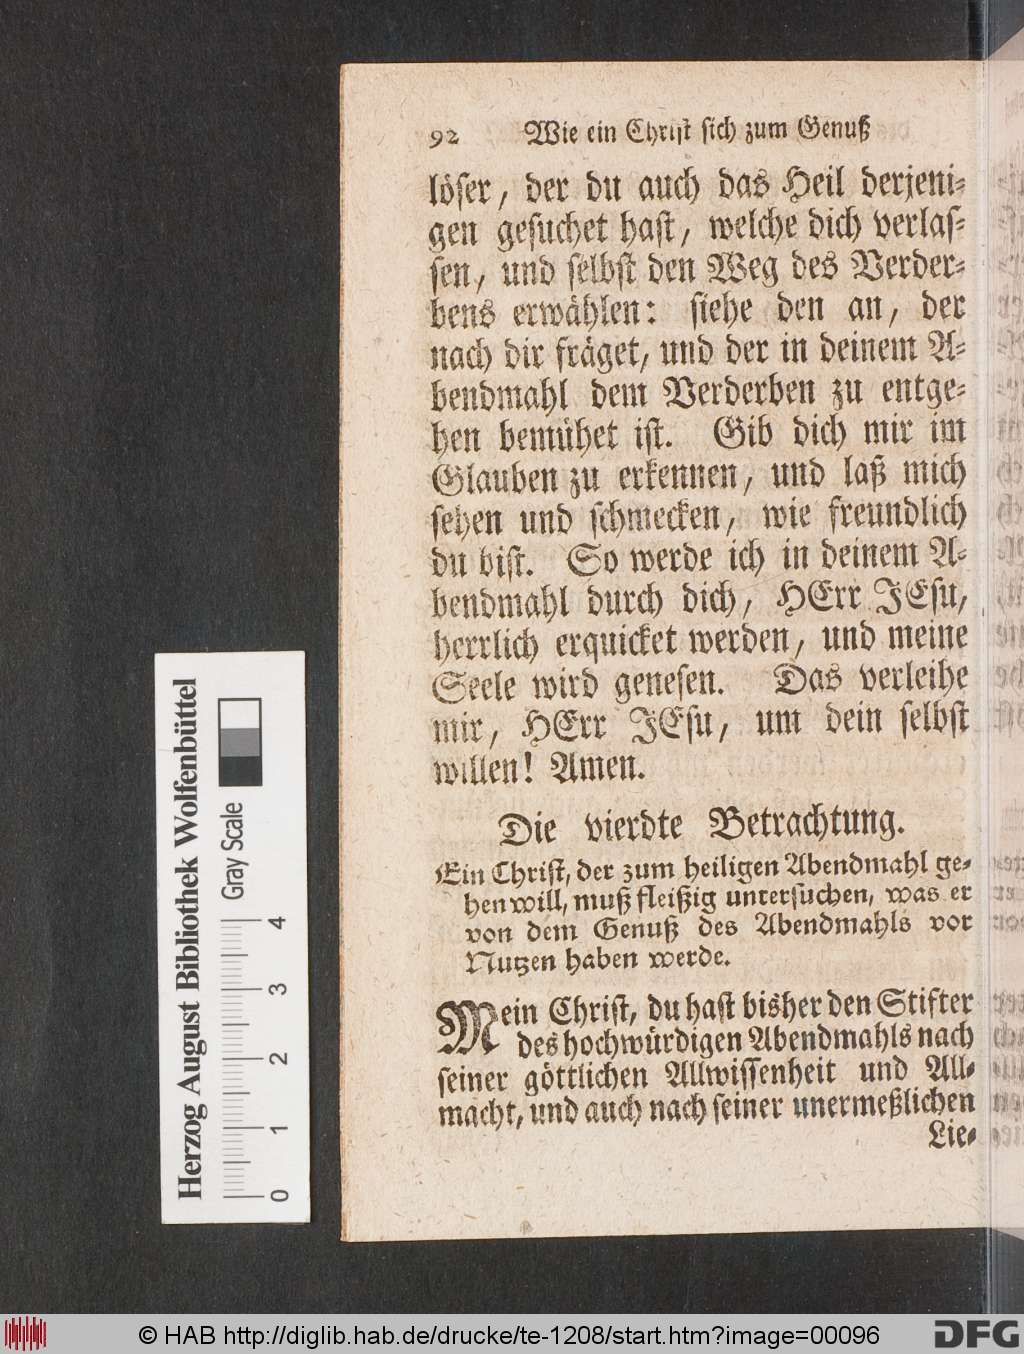 92 Wie ein Christ sich zum Genuß
löser, der du auch das Heil derjeni-
gen gesuchet hast, welche dich verlas-
sen, und selbst den Weg des Verder-
bens erwählen: siehe den an, der
nach dir fräget, und der in deinem A-
bendmahl dem Verderben zu entge-
hen bemühet ist. Gib dich mir im
Glauben zu erkennen, und laß mich
sehen und schmecken, wie freundlich
du bist. So werde ich in deinem A-
bendmahl durch dich, HErr JEsu,
herrlich erquicket werden, und meine
Seele wird genesen. Das verleihe
mir, HErr JEsu, um dein selbst
willen! Amen.
Die vierdte Betrachtung.
Ein Christ, der zum heiligen Abendmahl ge-
hen will, muß fleißig untersuchen, was er
von dem Genuß des Abendmahls vor
Nutzen haben werde.
Mein Christ, du hast bisher den Stifter
des hochwürdigen Abendmahls nach
seiner göttlichen Allwissenheit und All-
macht, und auch nach seiner unermeßlichen
Lie-
Herzog August Bibliothek Wolfenbüttel
Gray Scale
0 1 2 3 4
© HAB http://diglib.hab.de/drucke/te-1208/start.htm?image=00096
DFG